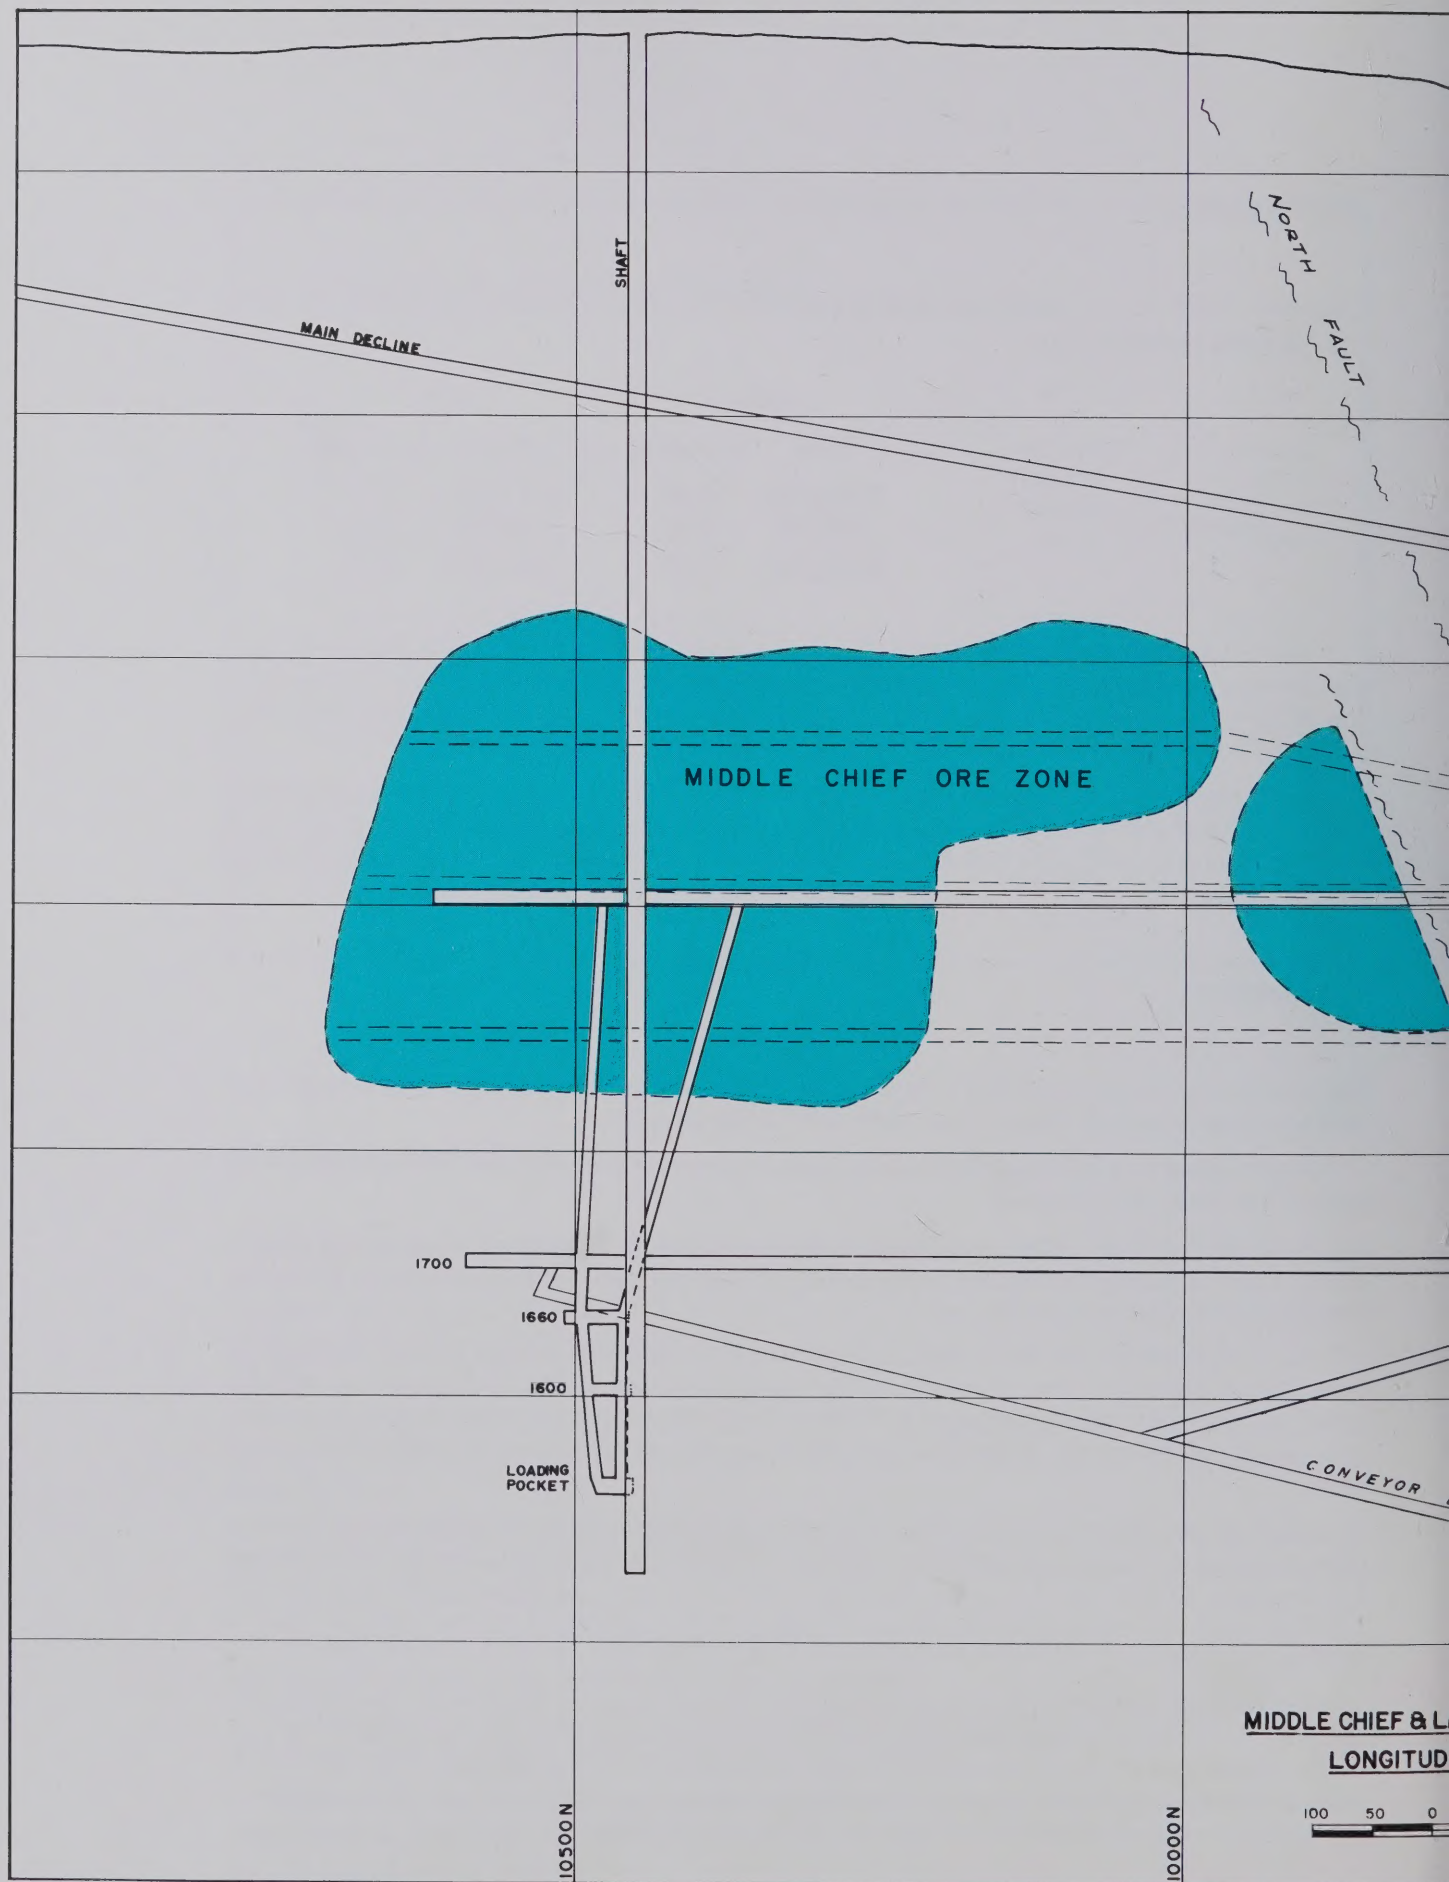 SHAFT
NORTH FAULT
MAIN DECLINE
MIDDLE CHIEF ORE ZONE
1700
1660
1600
LOADING
POCKET
CONVEYOR
MIDDLE CHIEF &
LONGITUD
100 50 0
10500N
10000N